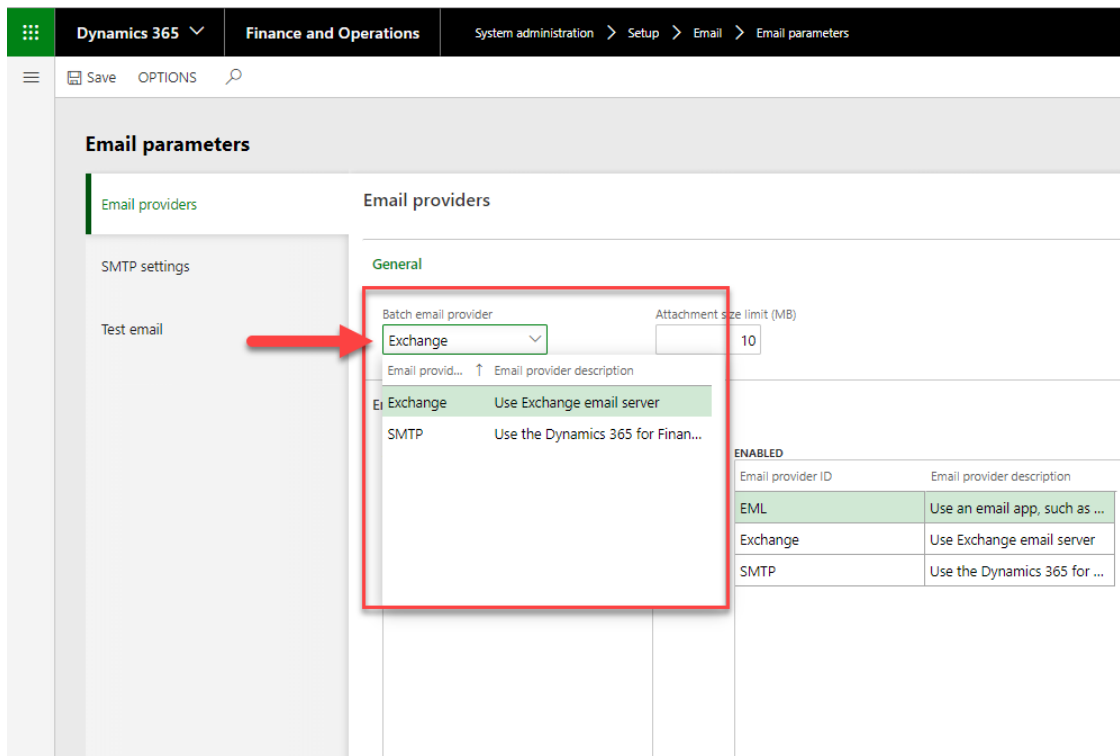 Dynamics 365 Finance and Operations System administration Setup Email Email parameters
Save OPTIONS
Email parameters
Email providers
SMTP settings
Test email
Email providers
General
Batch email provider Attachment size limit (MB)
Exchange 10
Email provid... Email provider description
Exchange Use Exchange email server
SMTP Use the Dynamics 365 for Finan...
ENABLED
Email provider ID Email provider description
EML Use an email app, such as ...
Exchange Use Exchange email server
SMTP Use the Dynamics 365 for ...